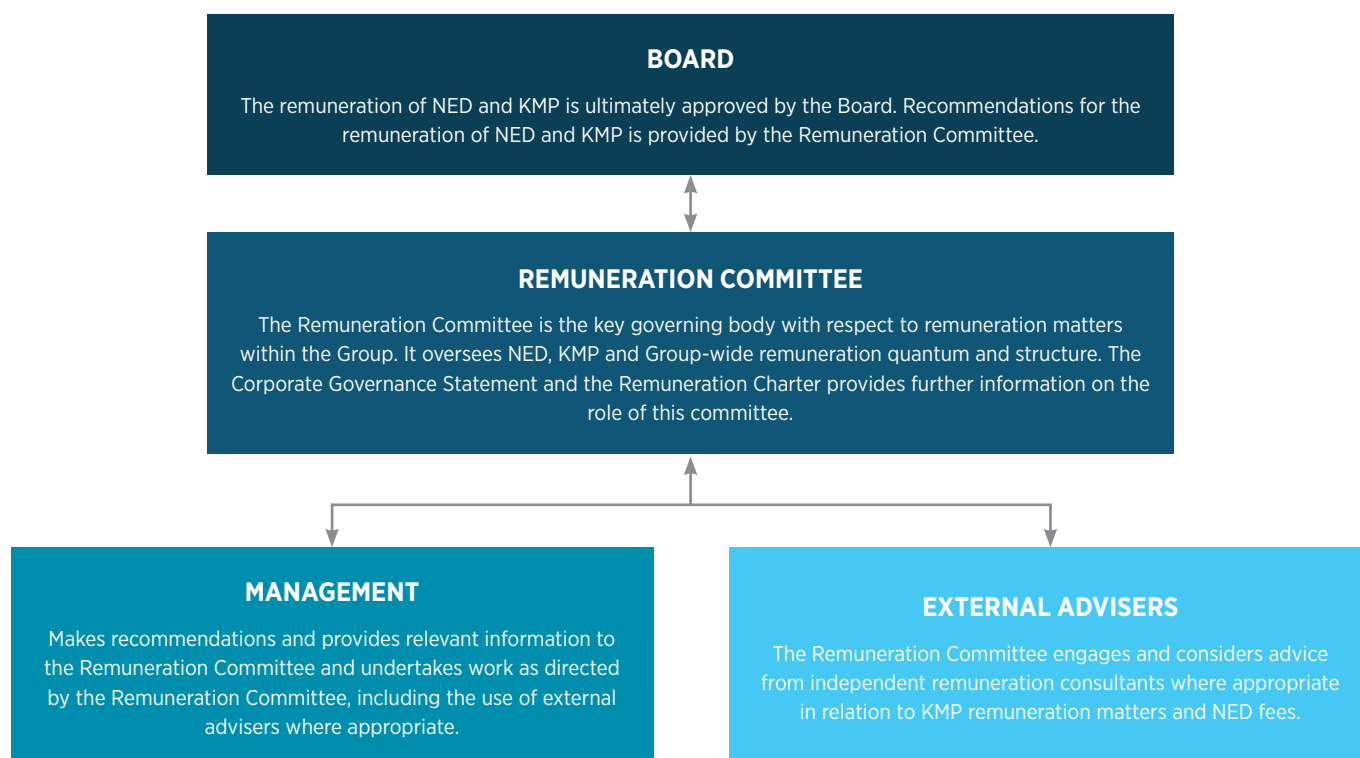 BOARD
The remuneration of NED and KMP is ultimately approved by the Board. Recommendations for the
remuneration of NED and KMP is provided by the Remuneration Committee.
REMUNERATION COMMITTEE
The Remuneration Committee is the key governing body with respect to remuneration matters
within the Group. It oversees NED, KMP and Group-wide remuneration quantum and structure. The
Corporate Governance Statement and the Remuneration Charter provides further information on the
role of this committee.
MANAGEMENT
Makes recommendations and provides relevant information to
the Remuneration Committee and undertakes work as directed
by the Remuneration Committee, including the use of external
advisers where appropriate.
EXTERNAL ADVISERS
The Remuneration Committee engages and considers advice
from independent remuneration consultants where appropriate
in relation to KMP remuneration matters and NED fees.